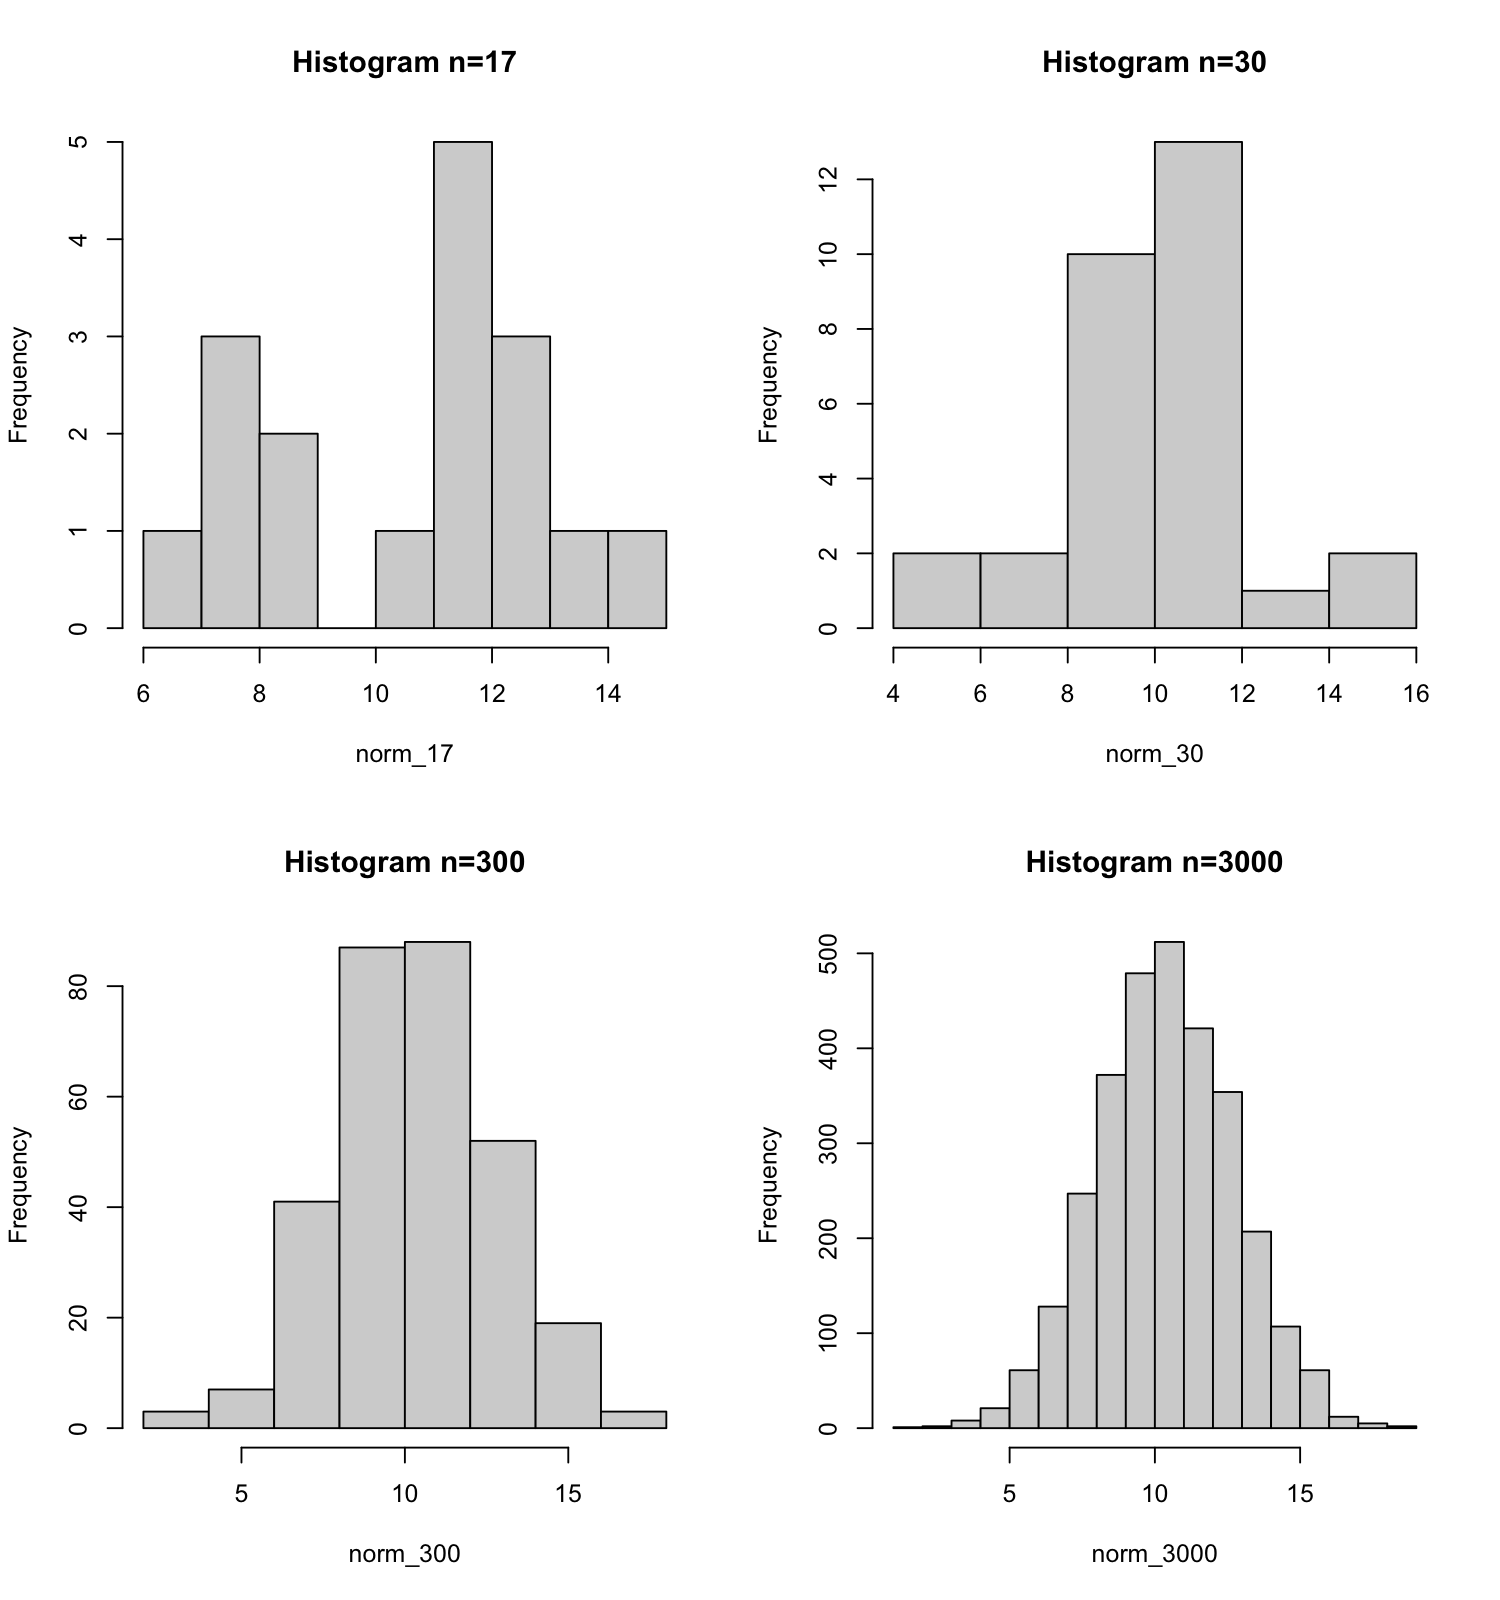 Histogram n=17
Frequency
5
4
3
2
1
0
6 8 10 12 14
norm_17
Histogram n=30
Frequency
12
10
8
6
4
2
0
4 6 8 10 12 14 16
norm_30
Histogram n=300
Frequency
80
60
40
20
0
5 10 15
norm_300
Histogram n=3000
Frequency
500
400
300
200
100
0
5 10 15
norm_3000